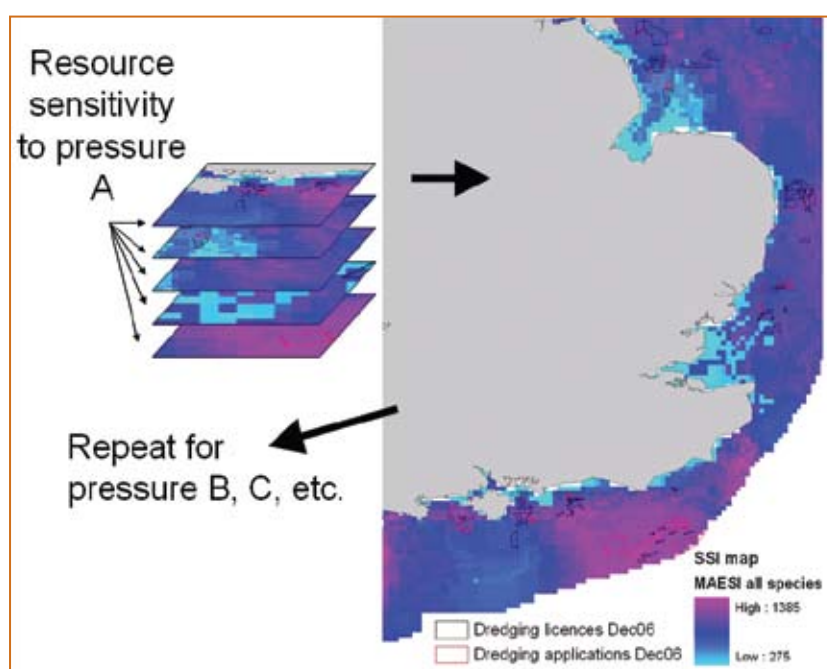 Resource
sensitivity
to pressure
A
Repeat for
pressure B, C, etc.
SSI map
MAESI all species
High : 1385
Low : 275
Dredging licences Dec06
Dredging applications Dec06